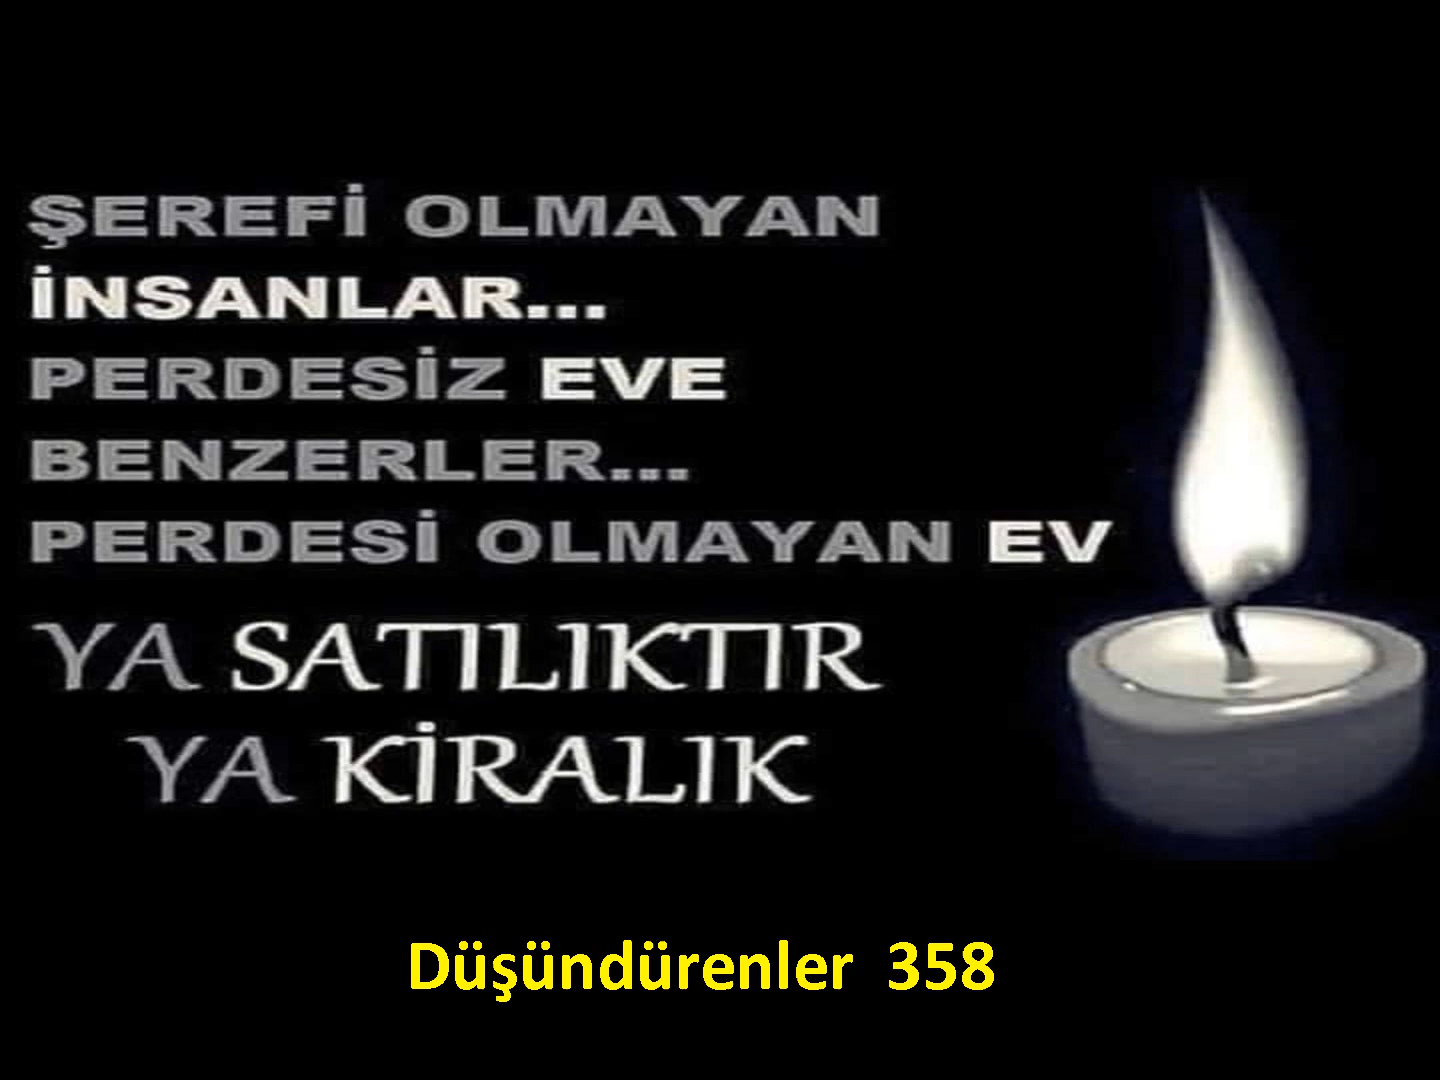 ŞEREFİ OLMAYAN
İNSANLAR...
PERDESİZ EVE
BENZERLER...
PERDESİ OLMAYAN EV
YA SATILIKTIR
YA KİRALIK
Düşündürenler 358